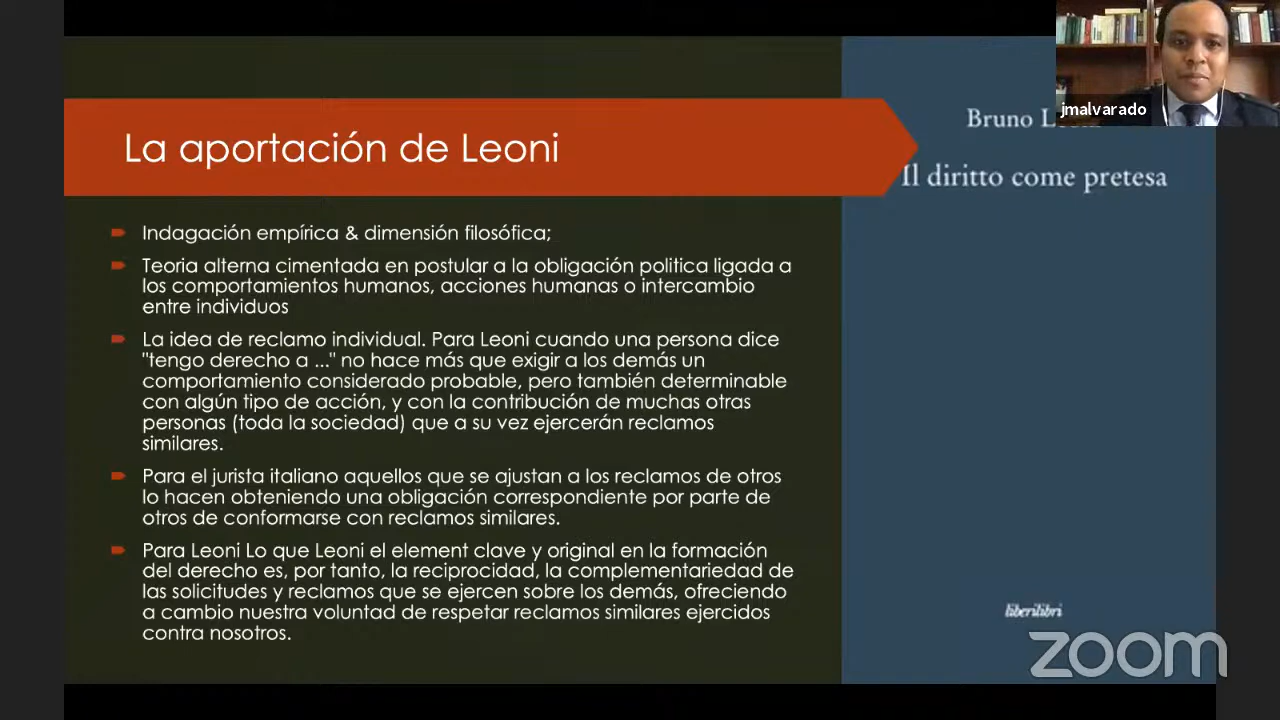 La aportación de Leoni
Indagación empírica & dimensión filosófica;
Teoria alterna cimentada en postular a la obligación politica ligada a
los comportamientos humanos, acciones humanas o intercambio
entre individuos
La idea de reclamo individual. Para Leoni cuando una persona dice
"tengo derecho a ..." no hace más que exigir a los demás un
comportamiento considerado probable, pero también determinable
con algún tipo de acción, y con la contribución de muchas otras
personas (toda la sociedad) que a su vez ejercerán reclamos
similares.
Para el jurista italiano aquellos que se ajustan a los reclamos de otros
lo hacen obteniendo una obligación correspondiente por parte de
otros de conformarse con reclamos similares.
Para Leoni Lo que Leoni el element clave y original en la formación
del derecho es, por tanto, la reciprocidad, la complementariedad de
las solicitudes y reclamos que se ejercen sobre los demás, ofreciendo
a cambio nuestra voluntad de respetar reclamos similares ejercidos
contra nosotros.
jmalvarado
Bruno
Il diritto come pretesa
liberilibri
zoom